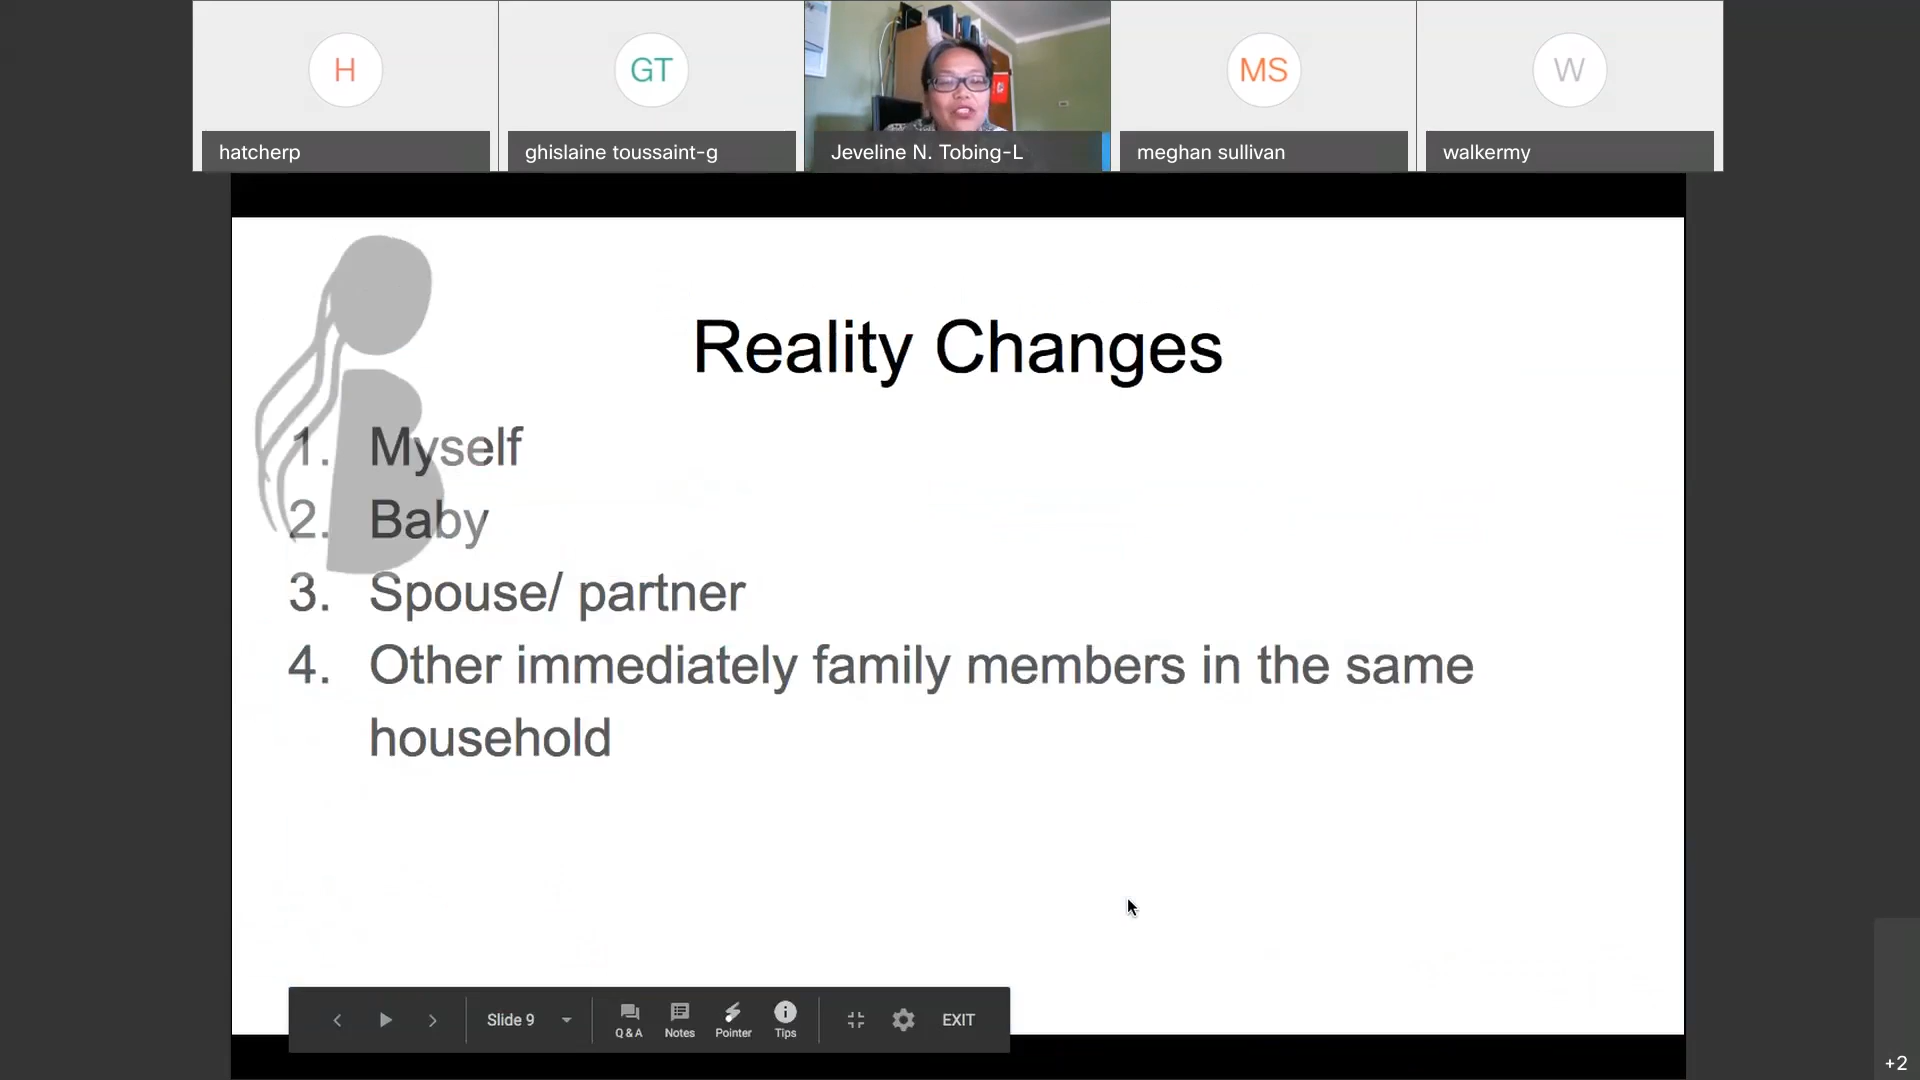 H
GT
MS
W
hatcherp
ghislaine toussaint-g
Jeveline N. Tobing-L
meghan sullivan
walkermy
Reality Changes
1. Myself
2. Baby
3. Spouse/ partner
4. Other immediately family members in the same
household
Slide 9
Q & A
Notes
Pointer
Tips
EXIT
+2